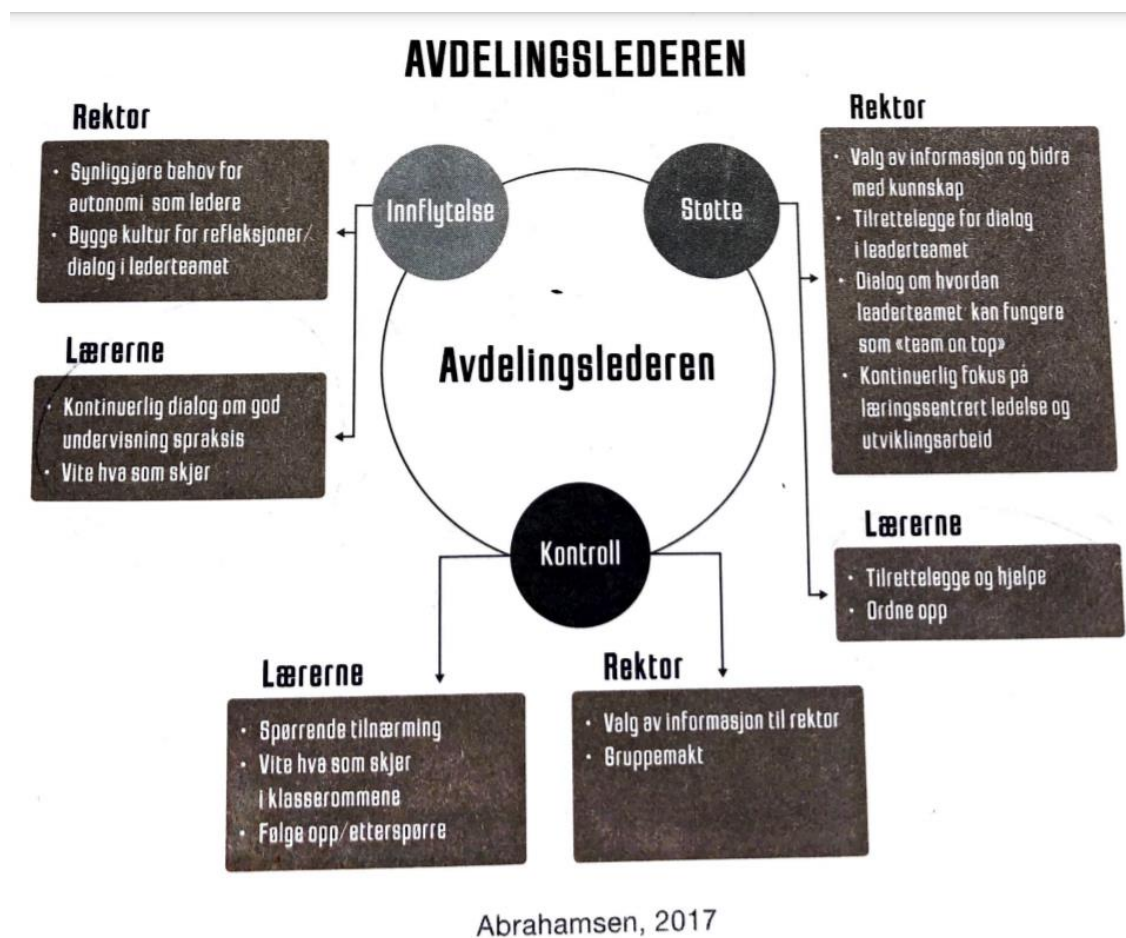 AVDELINGSLEDEREN
Rektor
• Synliggjøre behov for
autonomi som ledere
• Bygge kultur for refleksjoner/
dialog i lederteamet
Lærerne
• Kontinuerlig dialog om god
undervisning spraksis
• Vite hva som skjer
Innflytelse
Støtte
Avdelingslederen
Kontroll
Rektor
• Valg av informasjon og bidra
med kunnskap
• Tilrettelegge for dialog
i leaderteamet
• Dialog om hvordan
leaderteamet kan fungere
som «team on top»
• Kontinuerlig fokus på
læringssentrert ledelse og
utviklingsarbeid
Lærerne
• Tilrettelegge og hjelpe
• Ordne opp
Lærerne
• Spørrende tilnærming
• Vite hva som skjer
i klasserommene
• Følge opp/etterspørre
Rektor
• Valg av informasjon til rektor
• Gruppemakt
Abrahamsen, 2017